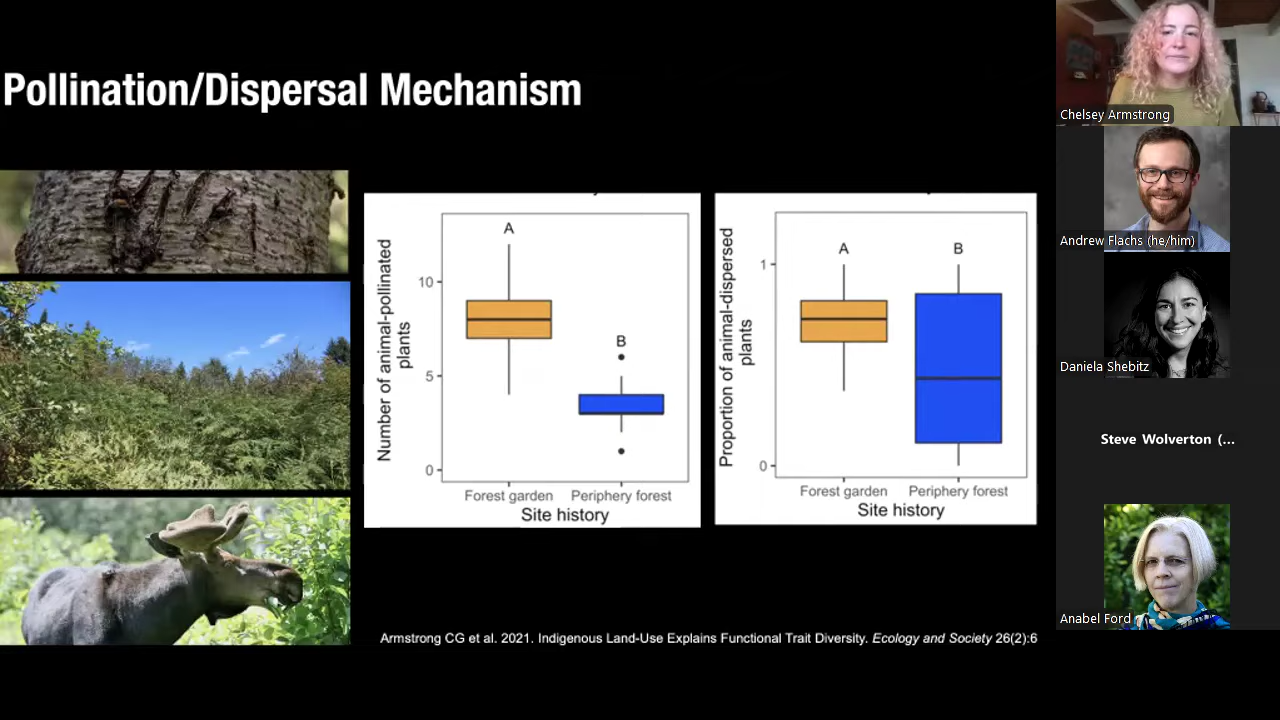 Pollination/Dispersal Mechanism
Number of animal-pollinated
plants
10
5
0
A
B
Forest garden
Periphery forest
Site history
Proportion of animal-dispersed
plants
1
0
A
B
Forest garden
Periphery forest
Site history
Armstrong CG et al. 2021. Indigenous Land-Use Explains Functional Trait Diversity. Ecology and Society 26(2):6
Chelsey Armstrong
Andrew Flachs (he/him)
Daniela Shebitz
Steve Wolverton (...
Anabel Ford